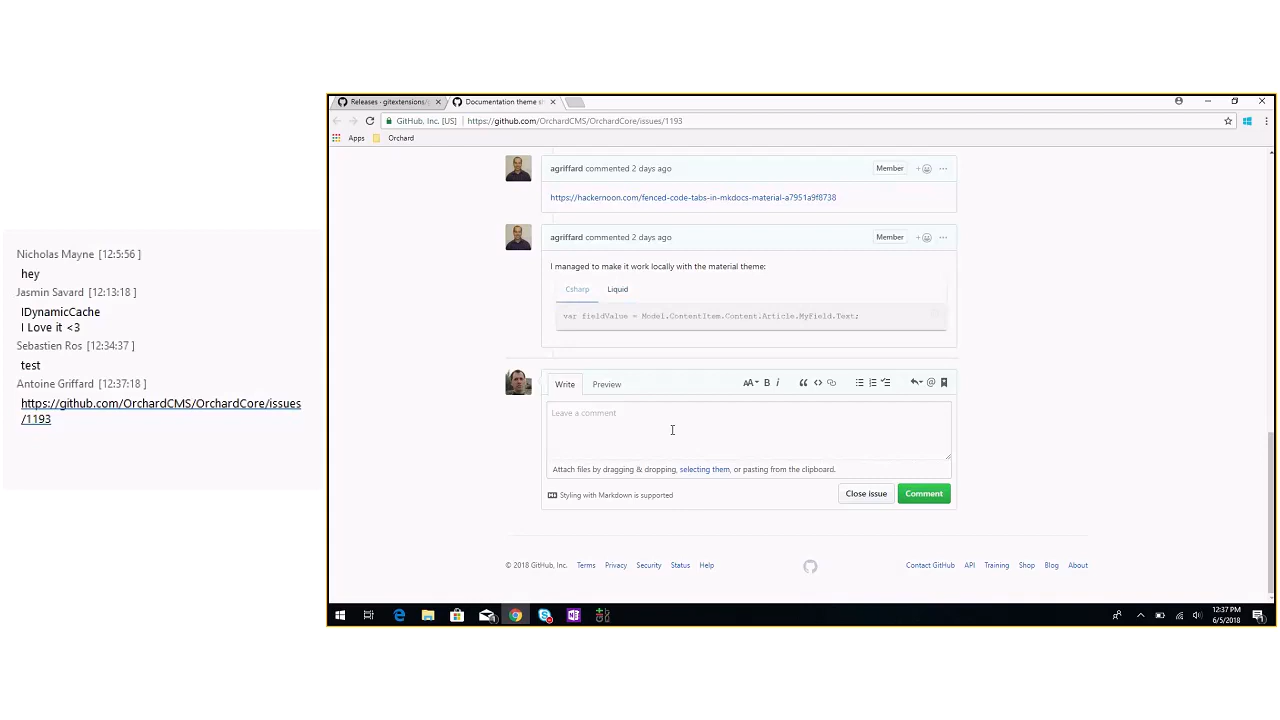 Nicholas Mayne [12:5:56 ]
hey
Jasmin Savard [12:13:18 ]
IDynamicCache
I Love it <3
Sebastien Ros [12:34:37 ]
test
Antoine Griffard [12:37:18 ]
https://github.com/OrchardCMS/OrchardCore/issues
/1193
Releases · gitextensions/
Documentation theme s
GitHub, Inc. [US]
https://github.com/OrchardCMS/OrchardCore/issues/1193
Apps
Orchard
agriffard commented 2 days ago
Member
https://hackernoon.com/fenced-code-tabs-in-mkdocs-material-a7951a9f8738
agriffard commented 2 days ago
Member
I managed to make it work locally with the material theme:
Csharp Liquid
var fieldValue = Model.ContentItem.Content.Article.MyField.Text;
Write Preview
Leave a comment
Attach files by dragging & dropping, selecting them, or pasting from the clipboard.
Styling with Markdown is supported
Close issue Comment
© 2018 GitHub, Inc. Terms Privacy Security Status Help
Contact GitHub API Training Shop Blog About
12:37 PM
6/5/2018